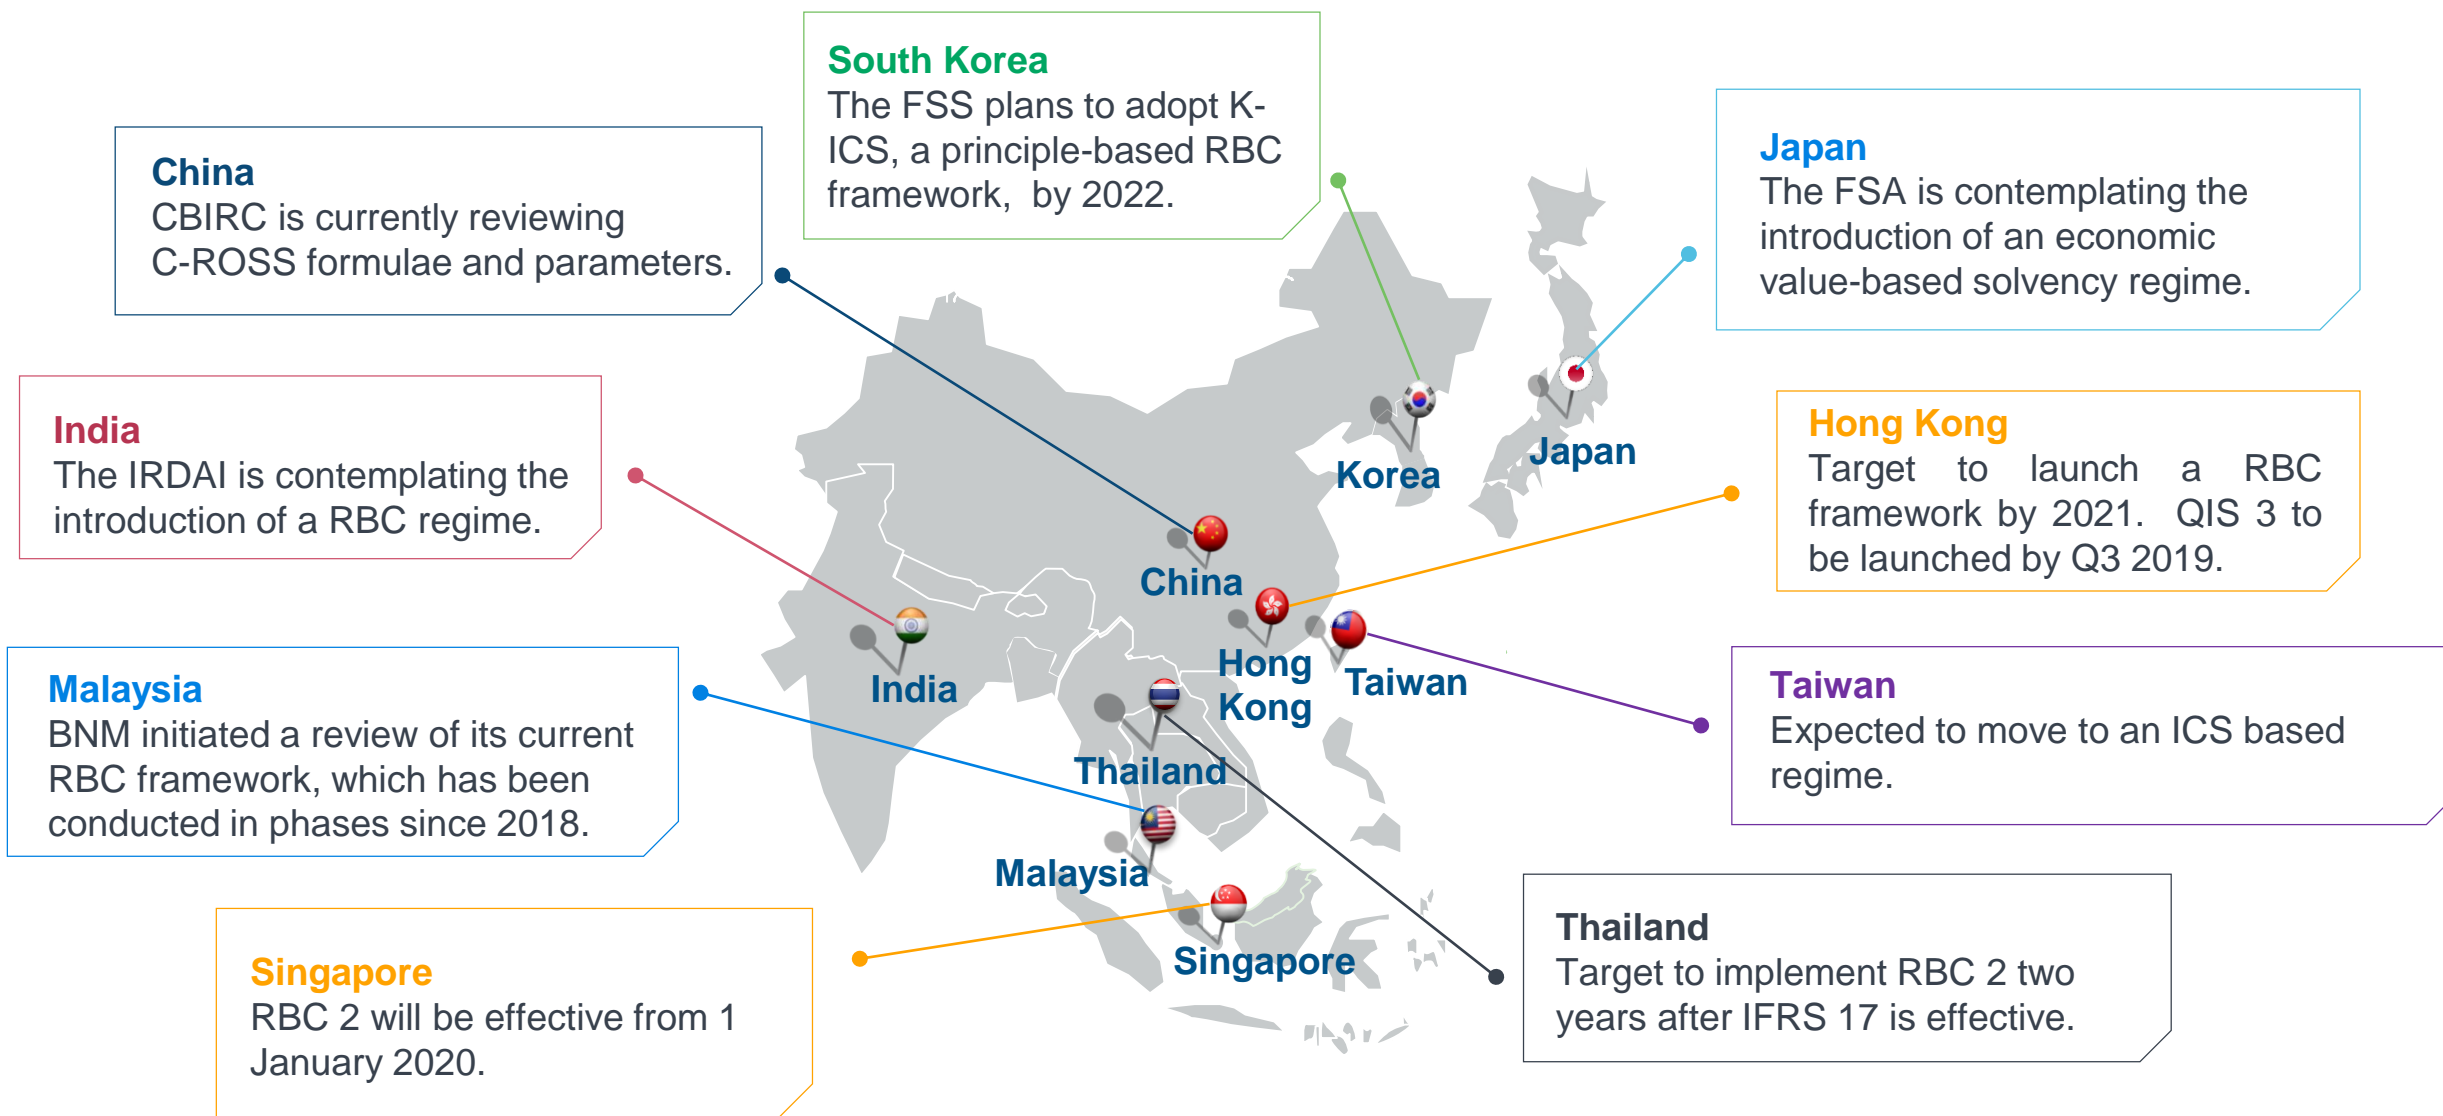 South Korea
The FSS plans to adopt K-
ICS, a principle-based RBC
framework, by 2022.
China
CBIRC is currently reviewing
C-ROSS formulae and parameters.
Japan
The FSA is contemplating the
introduction of an economic
value-based solvency regime.
India
The IRDAI is contemplating the
introduction of a RBC regime.
Hong Kong
Target to launch a RBC
framework by 2021. QIS 3 to
be launched by Q3 2019.
Malaysia
BNM initiated a review of its current
RBC framework, which has been
conducted in phases since 2018.
Taiwan
Expected to move to an ICS based
regime.
Singapore
RBC 2 will be effective from 1
January 2020.
Thailand
Target to implement RBC 2 two
years after IFRS 17 is effective.
Japan
Korea
China
Hong
Kong
Taiwan
India
Thailand
Malaysia
Singapore